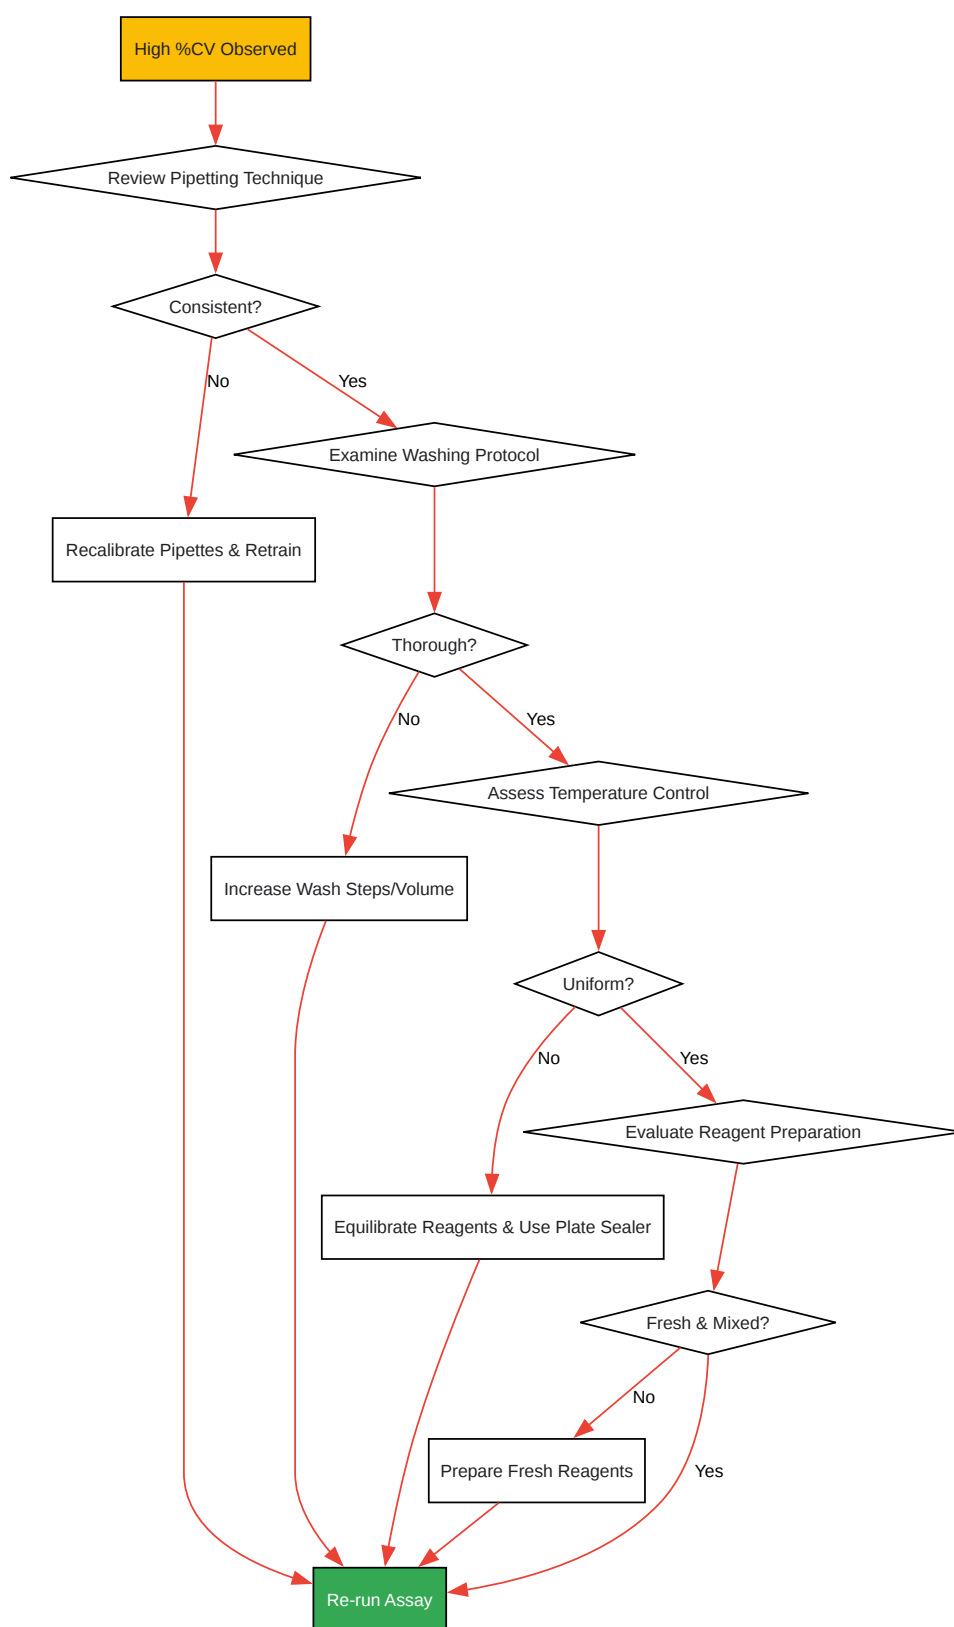 High %CV Observed
Review Pipetting Technique
Consistent?
No
Yes
Examine Washing Protocol
Recalibrate Pipettes & Retrain
Thorough?
No
Yes
Assess Temperature Control
Increase Wash Steps/Volume
Uniform?
No
Yes
Evaluate Reagent Preparation
Equilibrate Reagents & Use Plate Sealer
Fresh & Mixed?
No
Prepare Fresh Reagents
Yes
Re-run Assay